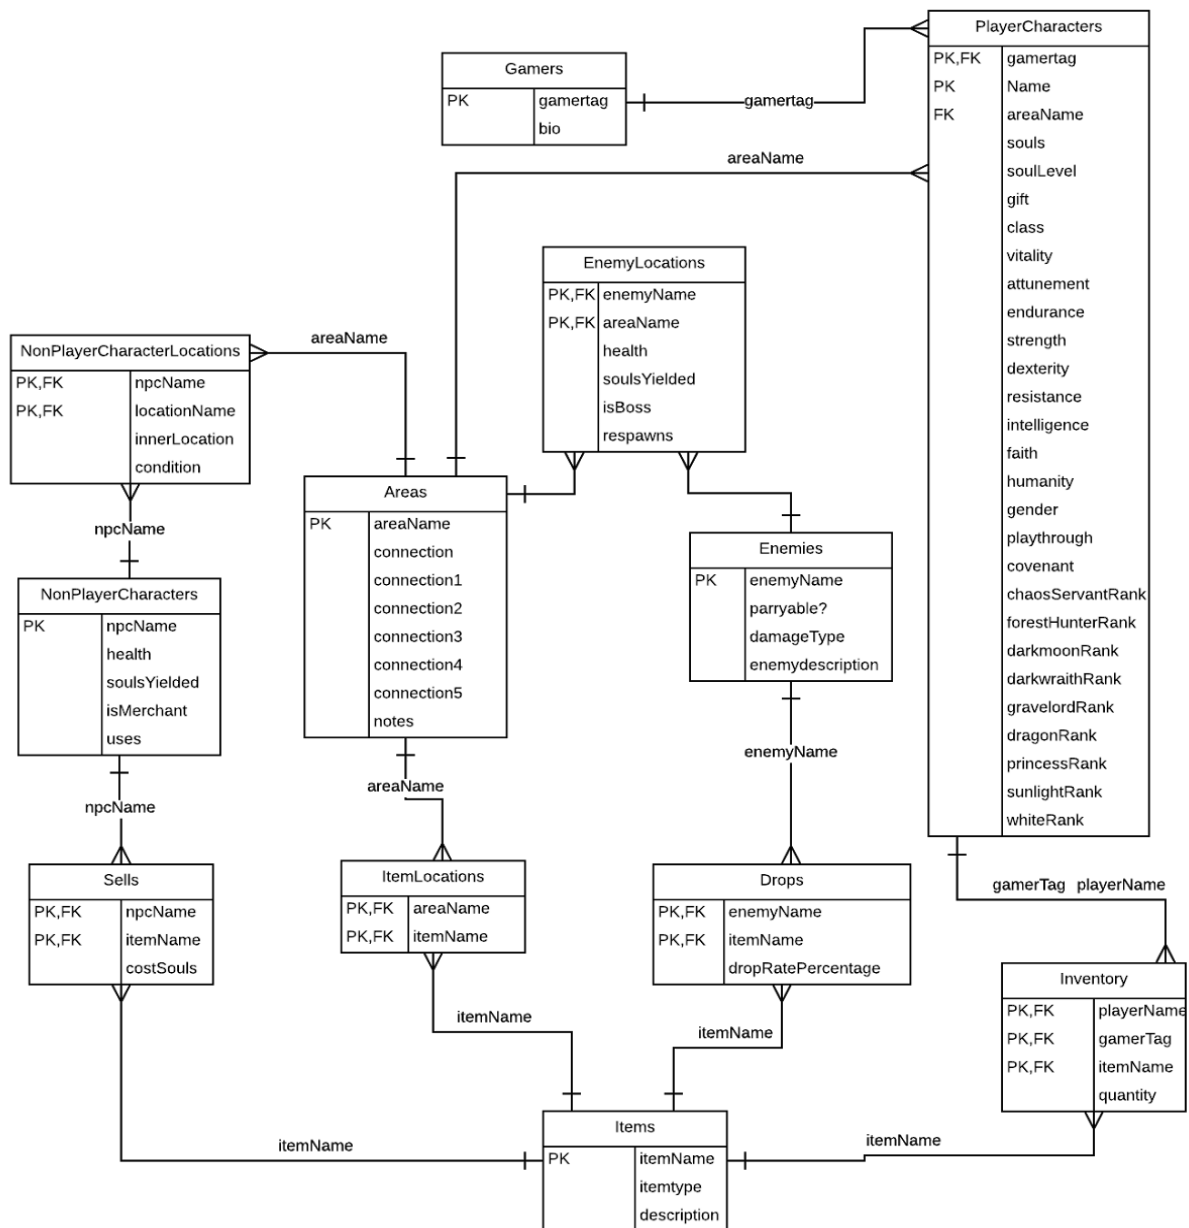 PlayerCharacters
PK,FK gamertag
PK Name
FK areaName
souls
soulLevel
gift
class
vitality
attunement
endurance
strength
dexterity
resistance
intelligence
faith
humanity
gender
playthrough
covenant
chaosServantRank
forestHunterRank
darkmoonRank
darkwraithRank
gravelordRank
dragonRank
princessRank
sunlightRank
whiteRank
Gamers
PK gamertag
bio
gamertag
areaName
EnemyLocations
PK,FK enemyName
PK,FK areaName
health
soulsYielded
isBoss
respawns
areaName
NonPlayerCharacterLocations
PK,FK npcName
PK,FK locationName
innerLocation
condition
npcName
Areas
PK areaName
connection
connection1
connection2
connection3
connection4
connection5
notes
Enemies
PK enemyName
parryable?
damageType
enemydescription
NonPlayerCharacters
PK npcName
health
soulsYielded
isMerchant
uses
npcName
areaName
enemyName
Sells
PK,FK npcName
PK,FK itemName
costSouls
ItemLocations
PK,FK areaName
PK,FK itemName
Drops
PK,FK enemyName
PK,FK itemName
dropRatePercentage
gamerTag playerName
Inventory
PK,FK playerName
PK,FK gamerTag
PK,FK itemName
quantity
itemName
itemName
itemName
itemName
Items
PK itemName
itemtype
description